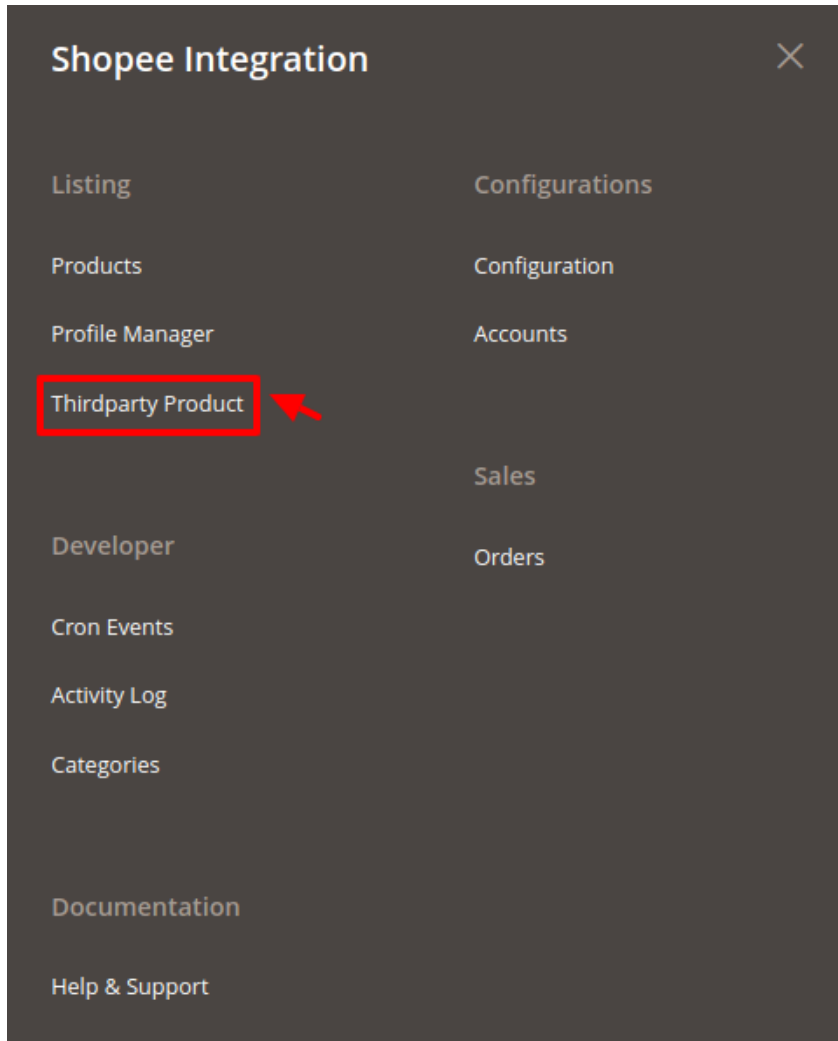 Shopee Integration
Listing
Products
Profile Manager
Thirdparty Product
Developer
Cron Events
Activity Log
Categories
Documentation
Help & Support
Configurations
Configuration
Accounts
Sales
Orders